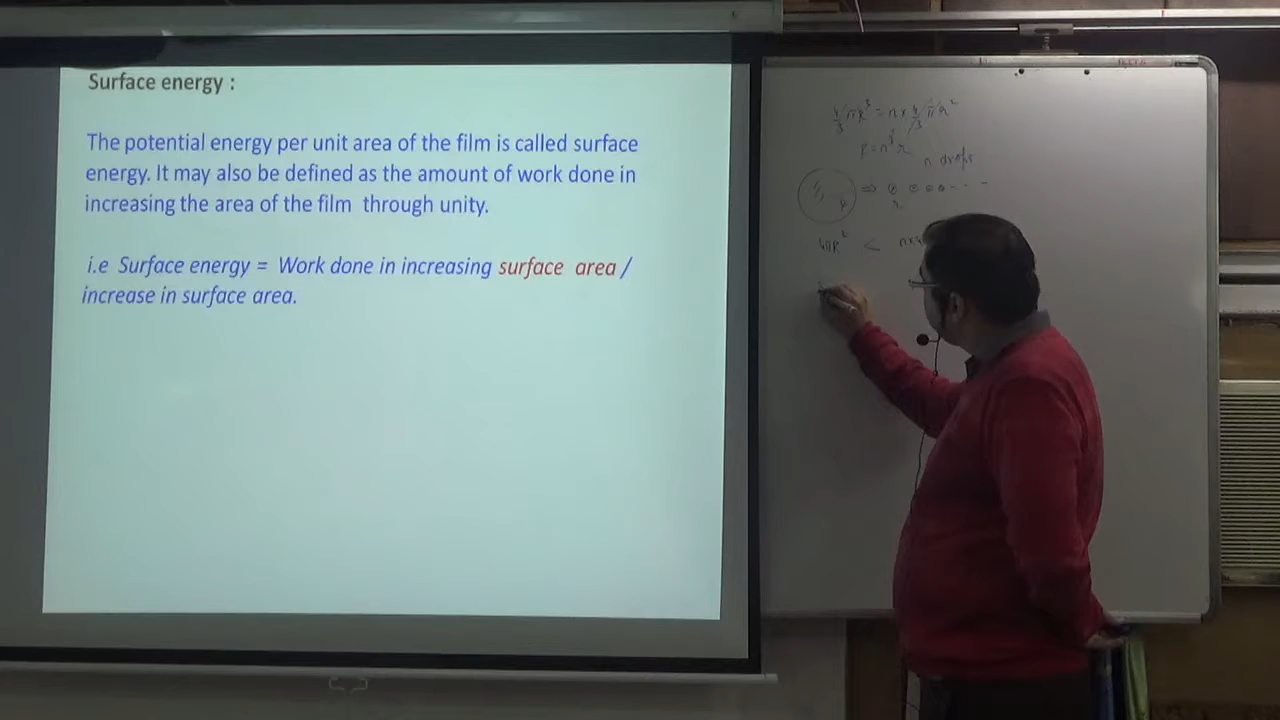 Surface energy :
The potential energy per unit area of the film is called surface
energy. It may also be defined as the amount of work done in
increasing the area of the film through unity.
i.e Surface energy = Work done in increasing surface area /
increase in surface area.
n drops
4πR² <